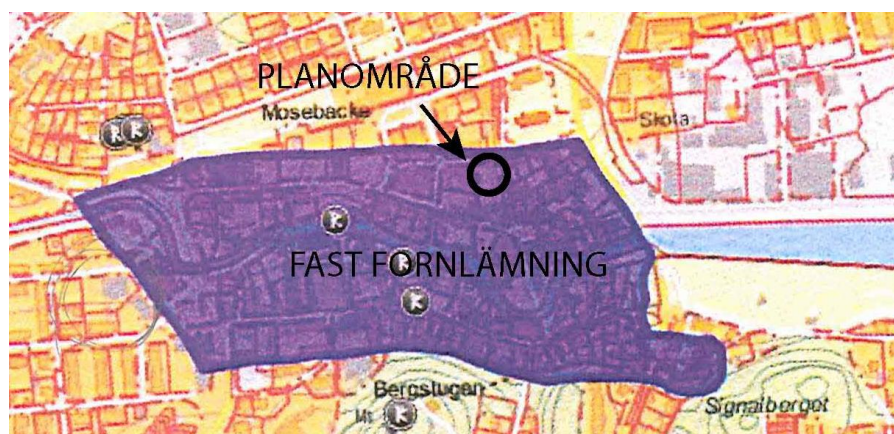 PLANOMRÅDE
Mosebacke
Skola
FAST FORNLÄMNING
Bergstugan
Signalberget